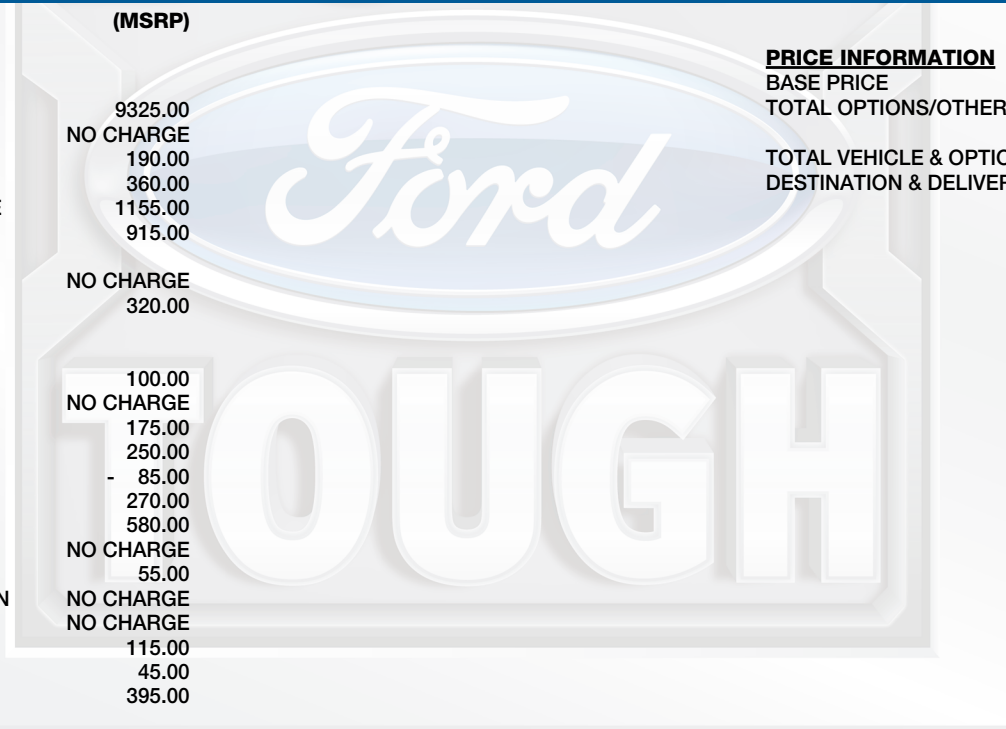 (MSRP)
9325.00
NO CHARGE
190.00
360.00
E 1155.00
915.00
NO CHARGE
320.00
100.00
NO CHARGE
175.00
250.00
- 85.00
270.00
580.00
NO CHARGE
55.00
N NO CHARGE
NO CHARGE
115.00
45.00
395.00
PRICE INFORMATION
BASE PRICE
TOTAL OPTIONS/OTHER
TOTAL VEHICLE & OPTIO
DESTINATION & DELIVER
Ford
TOUGH